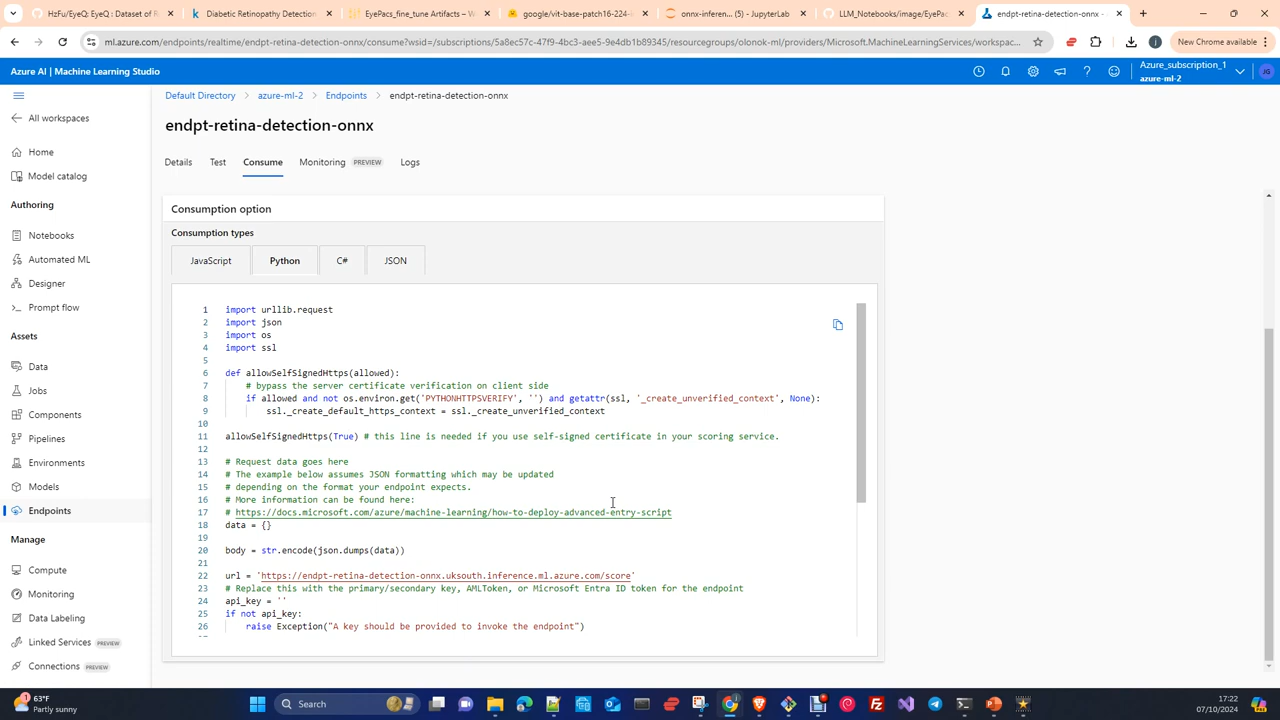 HzFu/EyeQ: EyeQ: Dataset of R
Diabetic Retinopathy Detection
EyePacs_fine_tune Artifacts – W
google/vit-base-patch16-224-i
onnx-inferen... (5) - JupyterLab
LLM_Notebooks/image/EyePac
endpt-retina-detection-onnx -
ml.azure.com/endpoints/realtime/endpt-retina-detection-onnx/consume?wsid=/subscriptions/5a8ec57c-47f9-4bc3-aee5-9e4db1b89345/resourcegroups/olonok-ml/providers/Microsoft.MachineLearningServices/workspac...
New Chrome available
Azure AI | Machine Learning Studio
Azure_subscription_1
azure-ml-2
JG
All workspaces
Home
Model catalog
Authoring
Notebooks
Automated ML
Designer
Prompt flow
Assets
Data
Jobs
Components
Pipelines
Environments
Models
Endpoints
Manage
Compute
Monitoring
Data Labeling
Linked Services PREVIEW
Connections PREVIEW
Default Directory > azure-ml-2 > Endpoints > endpt-retina-detection-onnx
endpt-retina-detection-onnx
Details Test Consume Monitoring PREVIEW Logs
Consumption option
Consumption types
JavaScript Python C# JSON
1 import urllib.request
2 import json
3 import os
4 import ssl
5
6 def allowSelfSignedHttps(allowed):
7 # bypass the server certificate verification on client side
8 if allowed and not os.environ.get('PYTHONHTTPSVERIFY', '') and getattr(ssl, '_create_unverified_context', None):
9 ssl._create_default_https_context = ssl._create_unverified_context
10
11 allowSelfSignedHttps(True) # this line is needed if you use self-signed certificate in your scoring service.
12
13 # Request data goes here
14 # The example below assumes JSON formatting which may be updated
15 # depending on the format your endpoint expects.
16 # More information can be found here:
17 # https://docs.microsoft.com/azure/machine-learning/how-to-deploy-advanced-entry-script
18 data = {}
19
20 body = str.encode(json.dumps(data))
21
22 url = 'https://endpt-retina-detection-onnx.uksouth.inference.ml.azure.com/score'
23 # Replace this with the primary/secondary key, AMLToken, or Microsoft Entra ID token for the endpoint
24 api_key = ''
25 if not api_key:
26 raise Exception("A key should be provided to invoke the endpoint")
63°F
Partly sunny
Search
17:22
07/10/2024